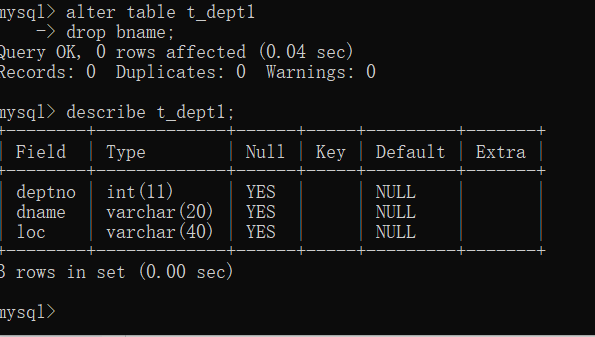 mysql> alter table t_dept1
    -> drop bname;
Query OK, 0 rows affected (0.04 sec)
Records: 0  Duplicates: 0  Warnings: 0
mysql> describe t_dept1;
+--------+-------------+------+-----+---------+-------+
| Field  | Type        | Null | Key | Default | Extra |
+--------+-------------+------+-----+---------+-------+
| deptno | int(11)     | YES  |     | NULL    |       |
| dname  | varchar(20) | YES  |     | NULL    |       |
| loc    | varchar(40) | YES  |     | NULL    |       |
+--------+-------------+------+-----+---------+-------+
3 rows in set (0.00 sec)
mysql>